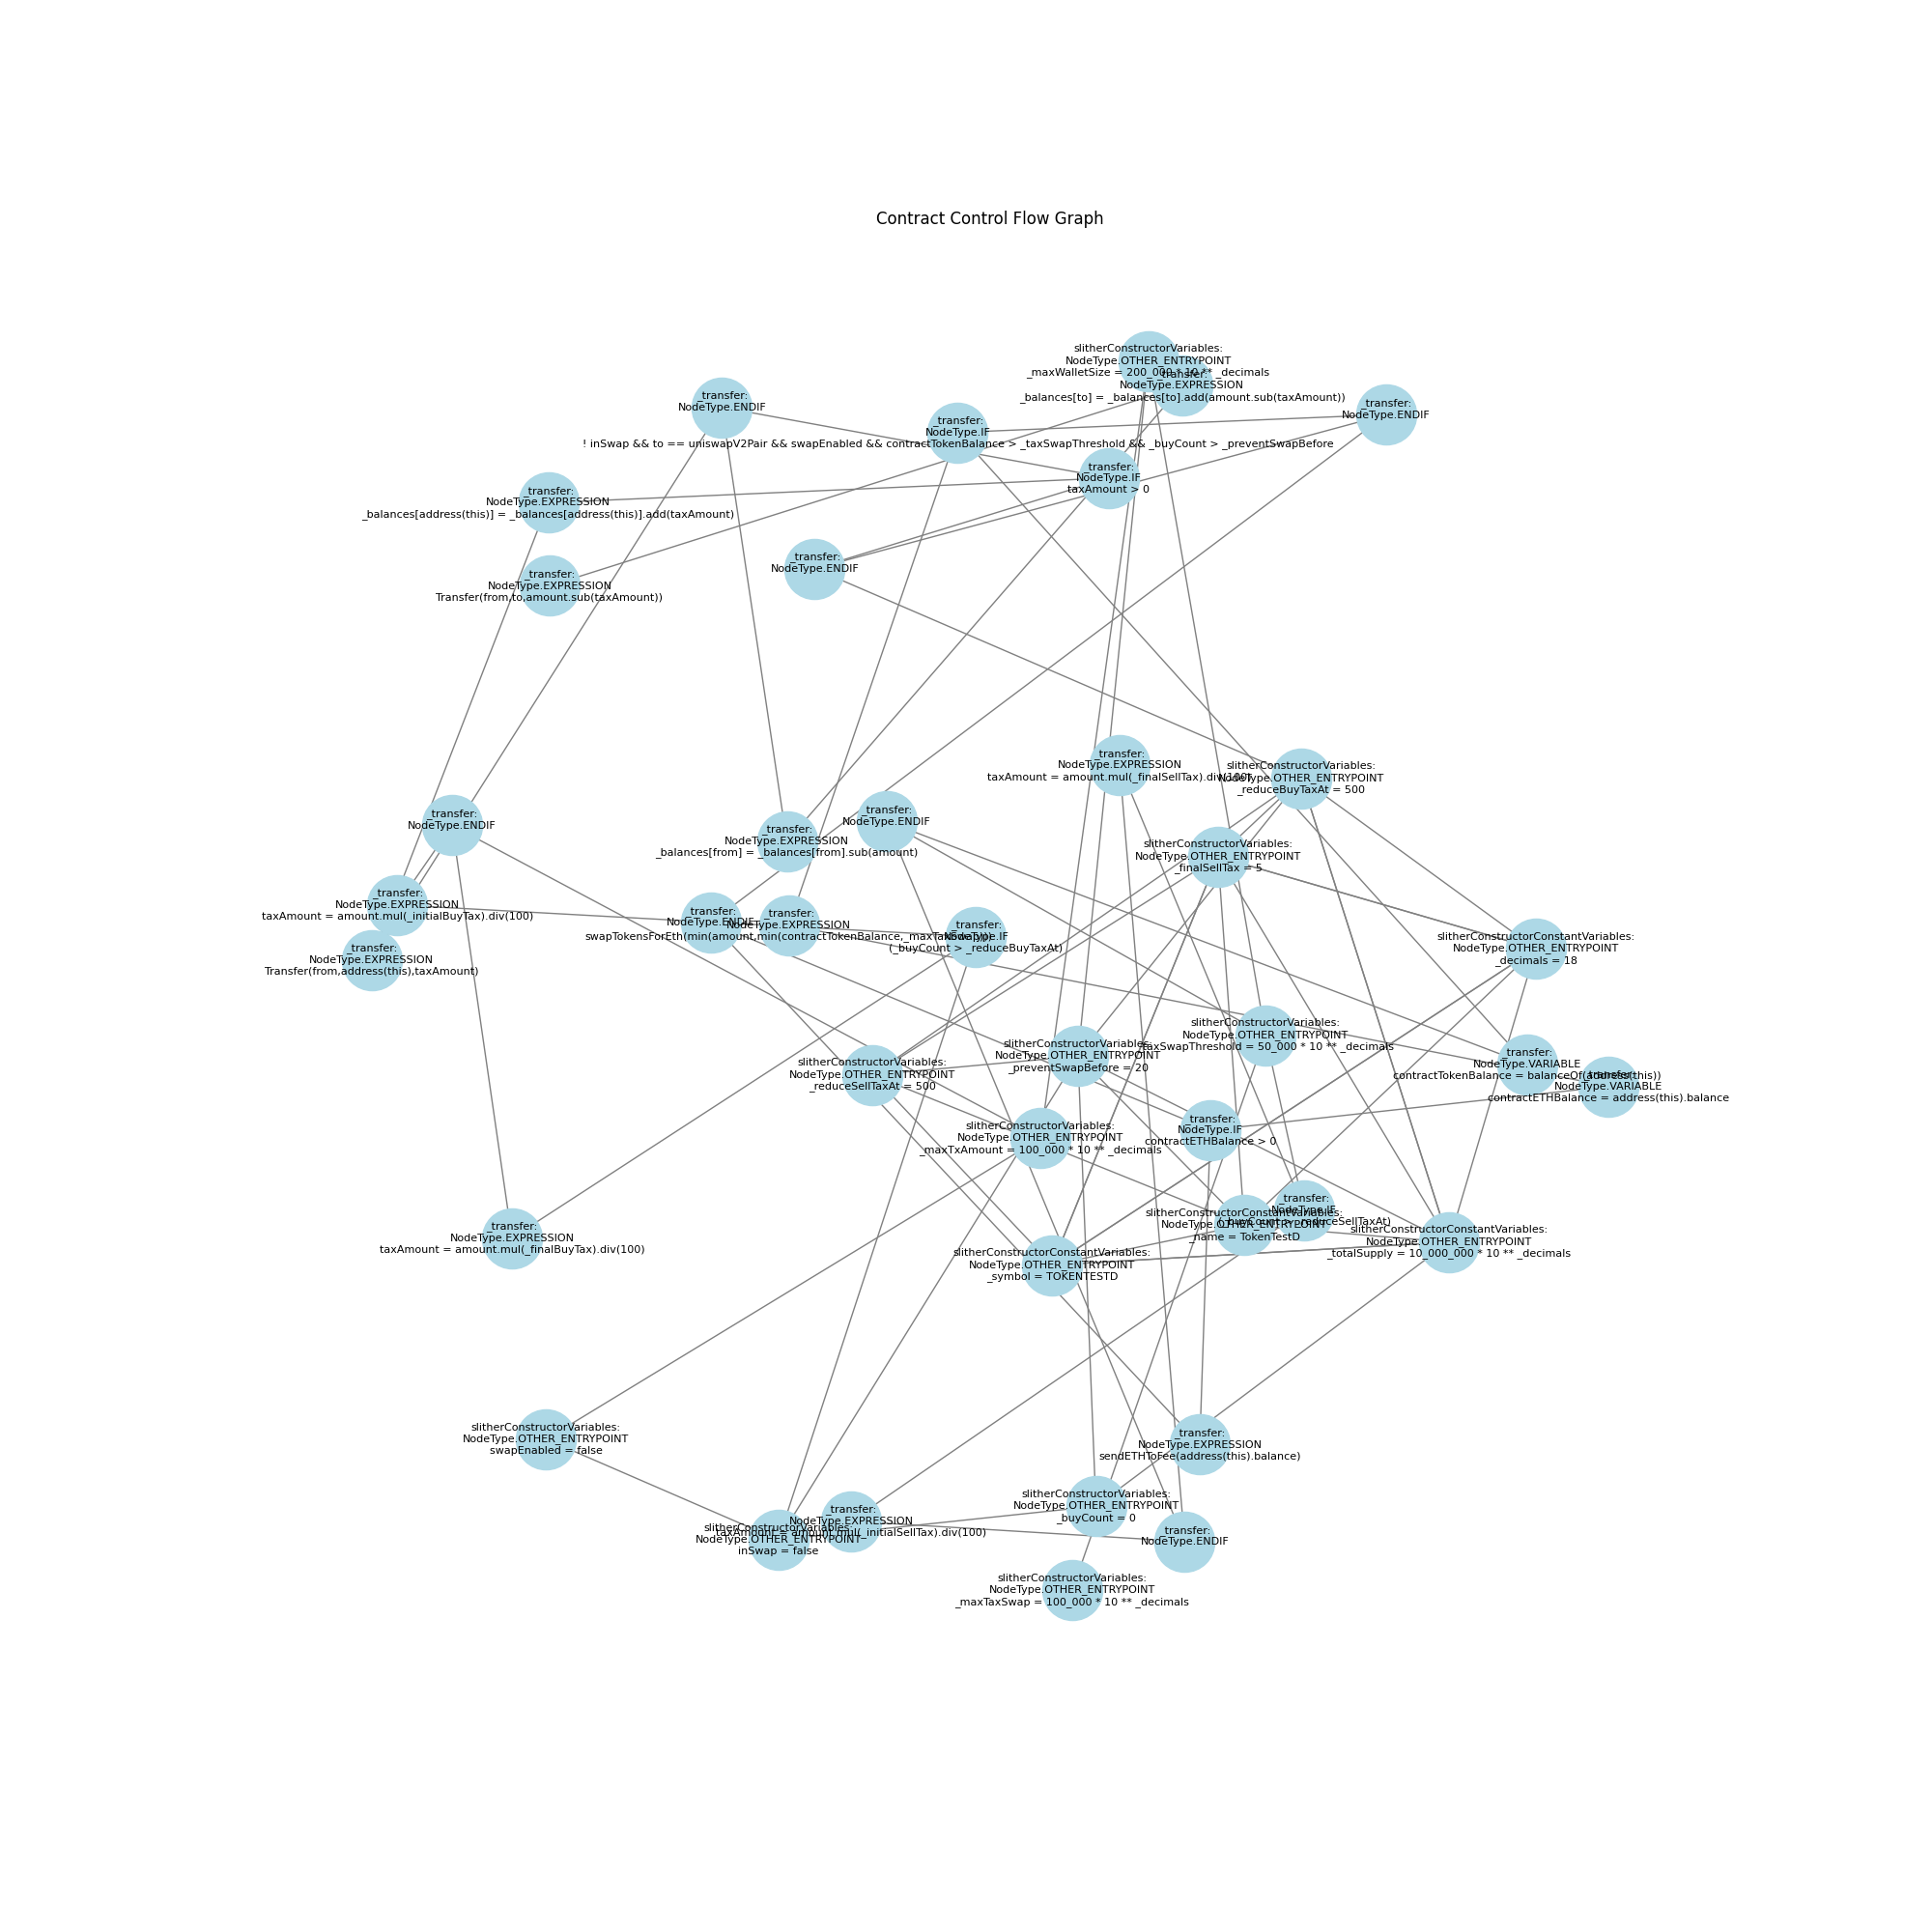 Contract Control Flow Graph
slitherConstructorVariables:
NodeType.OTHER_ENTRYPOINT
_maxWalletSize = 200_000 * 10 ** _decimals
_transfer:
NodeType.EXPRESSION
_balances[to] = _balances[to].add(amount.sub(taxAmount))
_transfer:
NodeType.ENDIF
_transfer:
NodeType.ENDIF
_transfer:
NodeType.IF
! inSwap && to == uniswapV2Pair && swapEnabled && contractTokenBalance > _taxSwapThreshold && _buyCount > _preventSwapBefore
_transfer:
NodeType.IF
taxAmount > 0
_transfer:
NodeType.EXPRESSION
_balances[address(this)] = _balances[address(this)].add(taxAmount)
_transfer:
NodeType.ENDIF
_transfer:
NodeType.EXPRESSION
Transfer(from,to,amount.sub(taxAmount))
_transfer:
NodeType.EXPRESSION
taxAmount = amount.mul(_finalSellTax).div(100)
slitherConstructorVariables:
NodeType.OTHER_ENTRYPOINT
_reduceBuyTaxAt = 500
_transfer:
NodeType.ENDIF
_transfer:
NodeType.ENDIF
_transfer:
NodeType.EXPRESSION
_balances[from] = _balances[from].sub(amount)
slitherConstructorVariables:
NodeType.OTHER_ENTRYPOINT
_finalSellTax = 5
_transfer:
NodeType.EXPRESSION
taxAmount = amount.mul(_initialBuyTax).div(100)
_transfer:
NodeType.ENDIF
_transfer:
NodeType.EXPRESSION
swapTokensForEth(min(amount,min(contractTokenBalance,_maxTaxSwap)))
_transfer:
NodeType.IF
(_buyCount > _reduceBuyTaxAt)
slitherConstructorConstantVariables:
NodeType.OTHER_ENTRYPOINT
_decimals = 18
_transfer:
NodeType.EXPRESSION
Transfer(from,address(this),taxAmount)
slitherConstructorVariables:
NodeType.OTHER_ENTRYPOINT
_taxSwapThreshold = 50_000 * 10 ** _decimals
slitherConstructorVariables:
NodeType.OTHER_ENTRYPOINT
_preventSwapBefore = 20
slitherConstructorVariables:
NodeType.OTHER_ENTRYPOINT
_reduceSellTaxAt = 500
_transfer:
NodeType.VARIABLE
contractTokenBalance = balanceOf(address(this))
_transfer:
NodeType.VARIABLE
contractETHBalance = address(this).balance
_transfer:
NodeType.IF
contractETHBalance > 0
slitherConstructorVariables:
NodeType.OTHER_ENTRYPOINT
_maxTxAmount = 100_000 * 10 ** _decimals
_transfer:
NodeType.IF
(_buyCount > _reduceSellTaxAt)
slitherConstructorConstantVariables:
NodeType.OTHER_ENTRYPOINT
_name = TokenTestD
slitherConstructorConstantVariables:
NodeType.OTHER_ENTRYPOINT
_totalSupply = 10_000_000 * 10 ** _decimals
_transfer:
NodeType.EXPRESSION
taxAmount = amount.mul(_finalBuyTax).div(100)
slitherConstructorConstantVariables:
NodeType.OTHER_ENTRYPOINT
_symbol = TOKENTESTD
slitherConstructorVariables:
NodeType.OTHER_ENTRYPOINT
swapEnabled = false
_transfer:
NodeType.EXPRESSION
sendETHToFee(address(this).balance)
slitherConstructorVariables:
NodeType.OTHER_ENTRYPOINT
_buyCount = 0
_transfer:
NodeType.EXPRESSION
taxAmount = amount.mul(_initialSellTax).div(100)
slitherConstructorVariables:
NodeType.OTHER_ENTRYPOINT
inSwap = false
_transfer:
NodeType.ENDIF
slitherConstructorVariables:
NodeType.OTHER_ENTRYPOINT
_maxTaxSwap = 100_000 * 10 ** _decimals